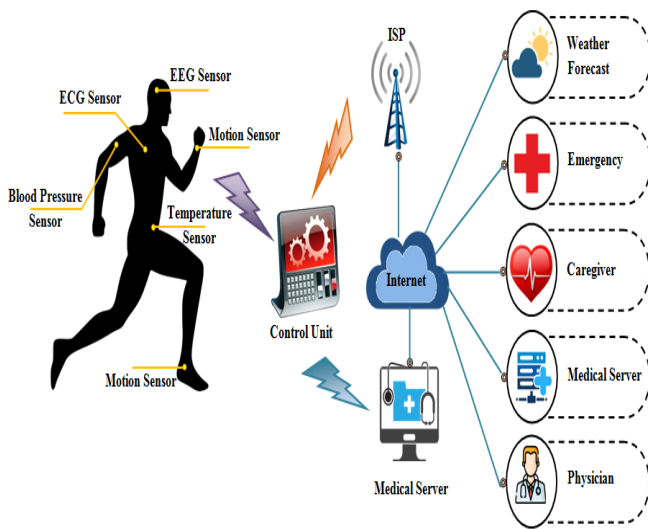 EEG Sensor
ECG Sensor
Motion Sensor
Blood Pressure
Sensor
Temperature
Sensor
Motion Sensor
Control Unit
ISP
Internet
Medical Server
Weather
Forecast
Emergency
Caregiver
Medical Server
Physician